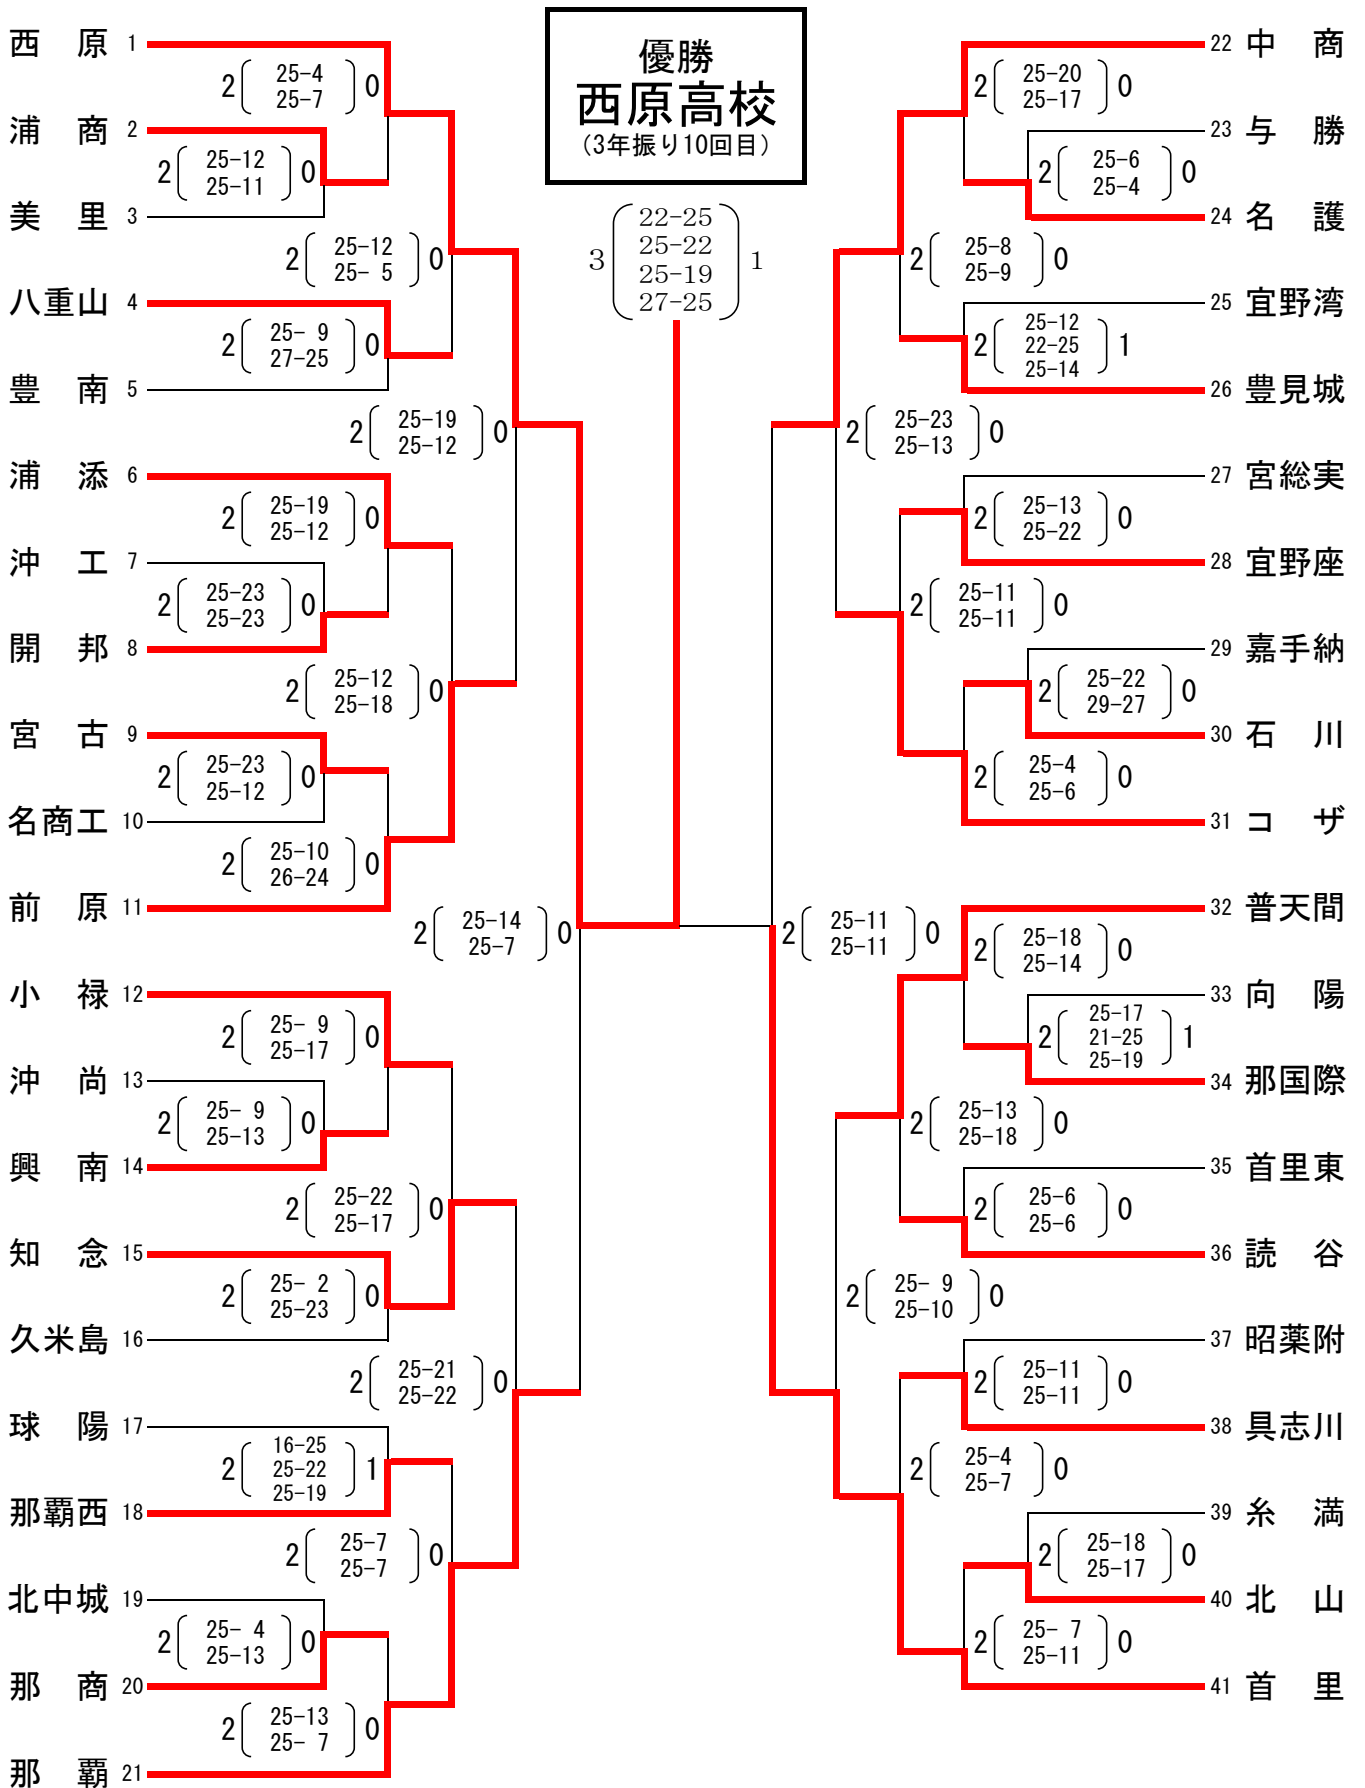 優勝
西原高校
(3年振り10回目)
3 22-25 1
25-22
25-19
27-25
西原 1
2 25-4 0
25-7
浦商 2
2 25-12 0
25-11
美里 3
2 25-12 0
25- 5
八重山 4
2 25- 9 0
27-25
豊南 5
2 25-19 0
25-12
浦添 6
2 25-19 0
25-12
沖工 7
2 25-23 0
25-23
開邦 8
2 25-12 0
25-18
宮古 9
2 25-23 0
25-12
名商工 10
2 25-10 0
26-24
前原 11
2 25-14 0
25-7
小禄 12
2 25- 9 0
25-17
沖尚 13
2 25- 9 0
25-13
興南 14
2 25-22 0
25-17
知念 15
2 25- 2 0
25-23
久米島 16
2 25-21 0
25-22
球陽 17
2 16-25 1
25-22
25-19
那覇西 18
2 25-7 0
25-7
北中城 19
2 25- 4 0
25-13
那商 20
2 25-13 0
25- 7
那覇 21
22 中商
2 25-20 0
25-17
23 与勝
2 25-6 0
25-4
24 名護
2 25-8 0
25-9
25 宜野湾
2 25-12 1
22-25
25-14
26 豊見城
2 25-23 0
25-13
27 宮総実
2 25-13 0
25-22
28 宜野座
2 25-11 0
25-11
29 嘉手納
2 25-22 0
29-27
30 石川
2 25-4 0
25-6
31 コザ
32 普天間
2 25-11 0
25-11
2 25-18 0
25-14
33 向陽
2 25-17 1
21-25
25-19
34 那国際
2 25-13 0
25-18
35 首里東
2 25-6 0
25-6
36 読谷
2 25- 9 0
25-10
37 昭薬附
2 25-11 0
25-11
38 具志川
2 25-4 0
25-7
39 糸満
2 25-18 0
25-17
40 北山
2 25- 7 0
25-11
41 首里